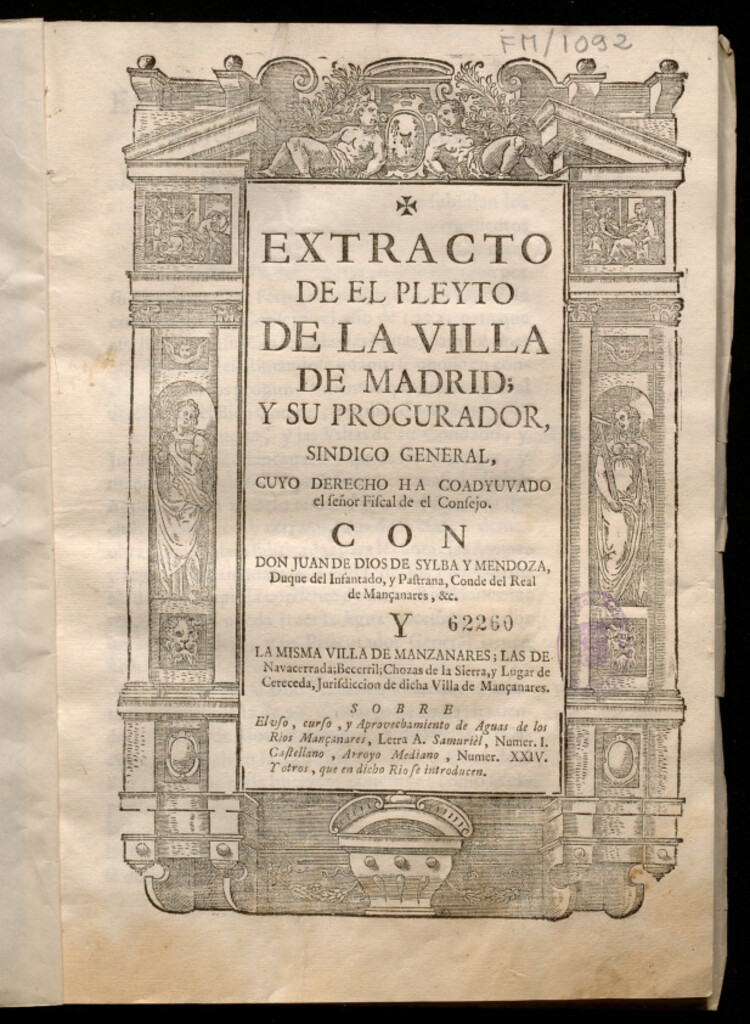 FM/1092
✠
EXTRACTO
DE EL PLEYTO
DE LA VILLA
DE MADRID;
Y SU PROGURADOR,
SINDICO GENERAL,
CUYO DERECHO HA COADYUVADO
el señor Fiſcal de el Conſejo.
CON
DON JUAN DE DIOS DE SYLBA Y MENDOZA,
Duque del Infantado, y Paſtrana, Conde del Real
de Mançanares, &c.
Y 62260
LA MISMA VILLA DE MANZANARES; LAS DE
Navacerrada; Becerril; Chozas de la Sierra, y Lugar de
Cereceda, Jurisdiccion de dicha Villa de Mançanares.
SOBRE
El uſo, curſo, y Aprovechamiento de Aguas de los
Rios Mançanares, Letra A. Samuriel, Numer. I.
Caſtellano, Arroyo Mediano, Numer. XXIV.
Y otros, que en dicho Rio ſe introducen.